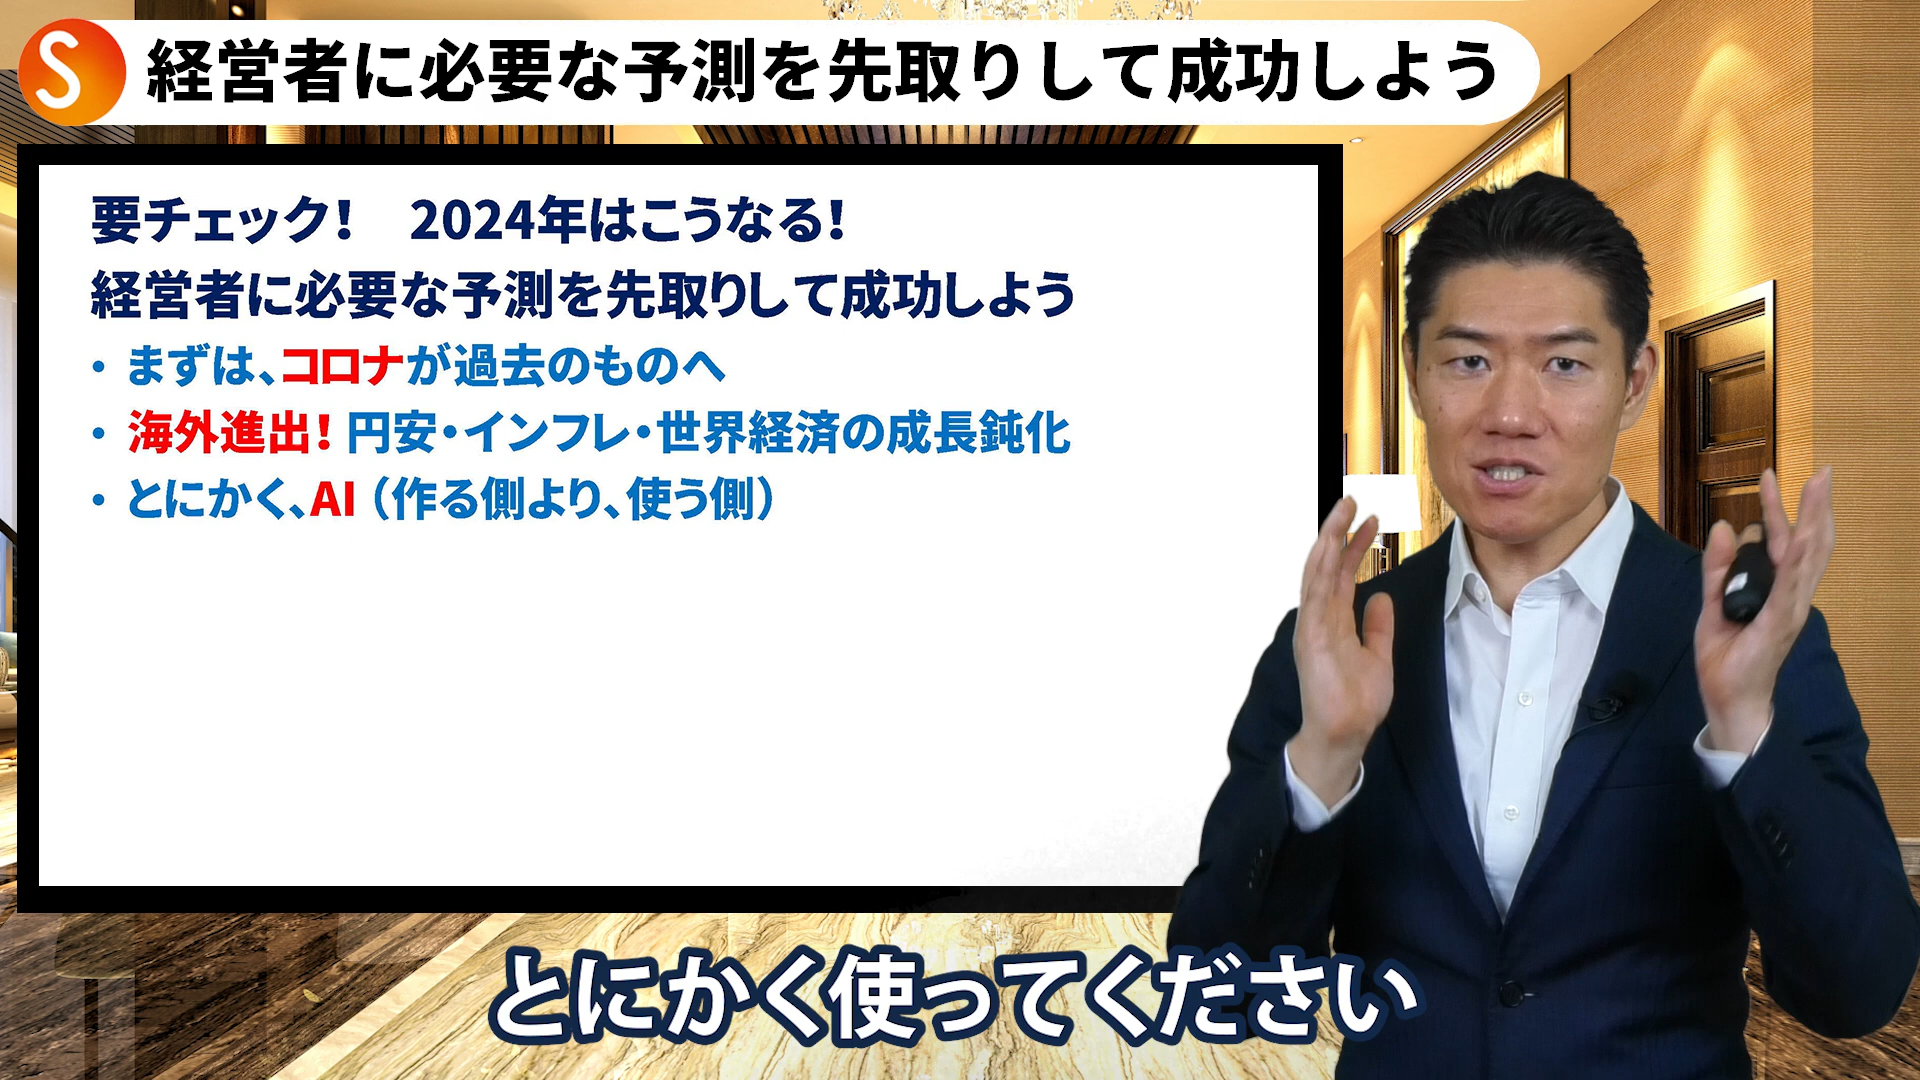 S
経営者に必要な予測を先取りして成功しよう
要チェック！　2024年はこうなる！
経営者に必要な予測を先取りして成功しよう
• まずは、コロナが過去のものへ
• 海外進出！円安・インフレ・世界経済の成長鈍化
• とにかく、AI（作る側より、使う側）
とにかく使ってください